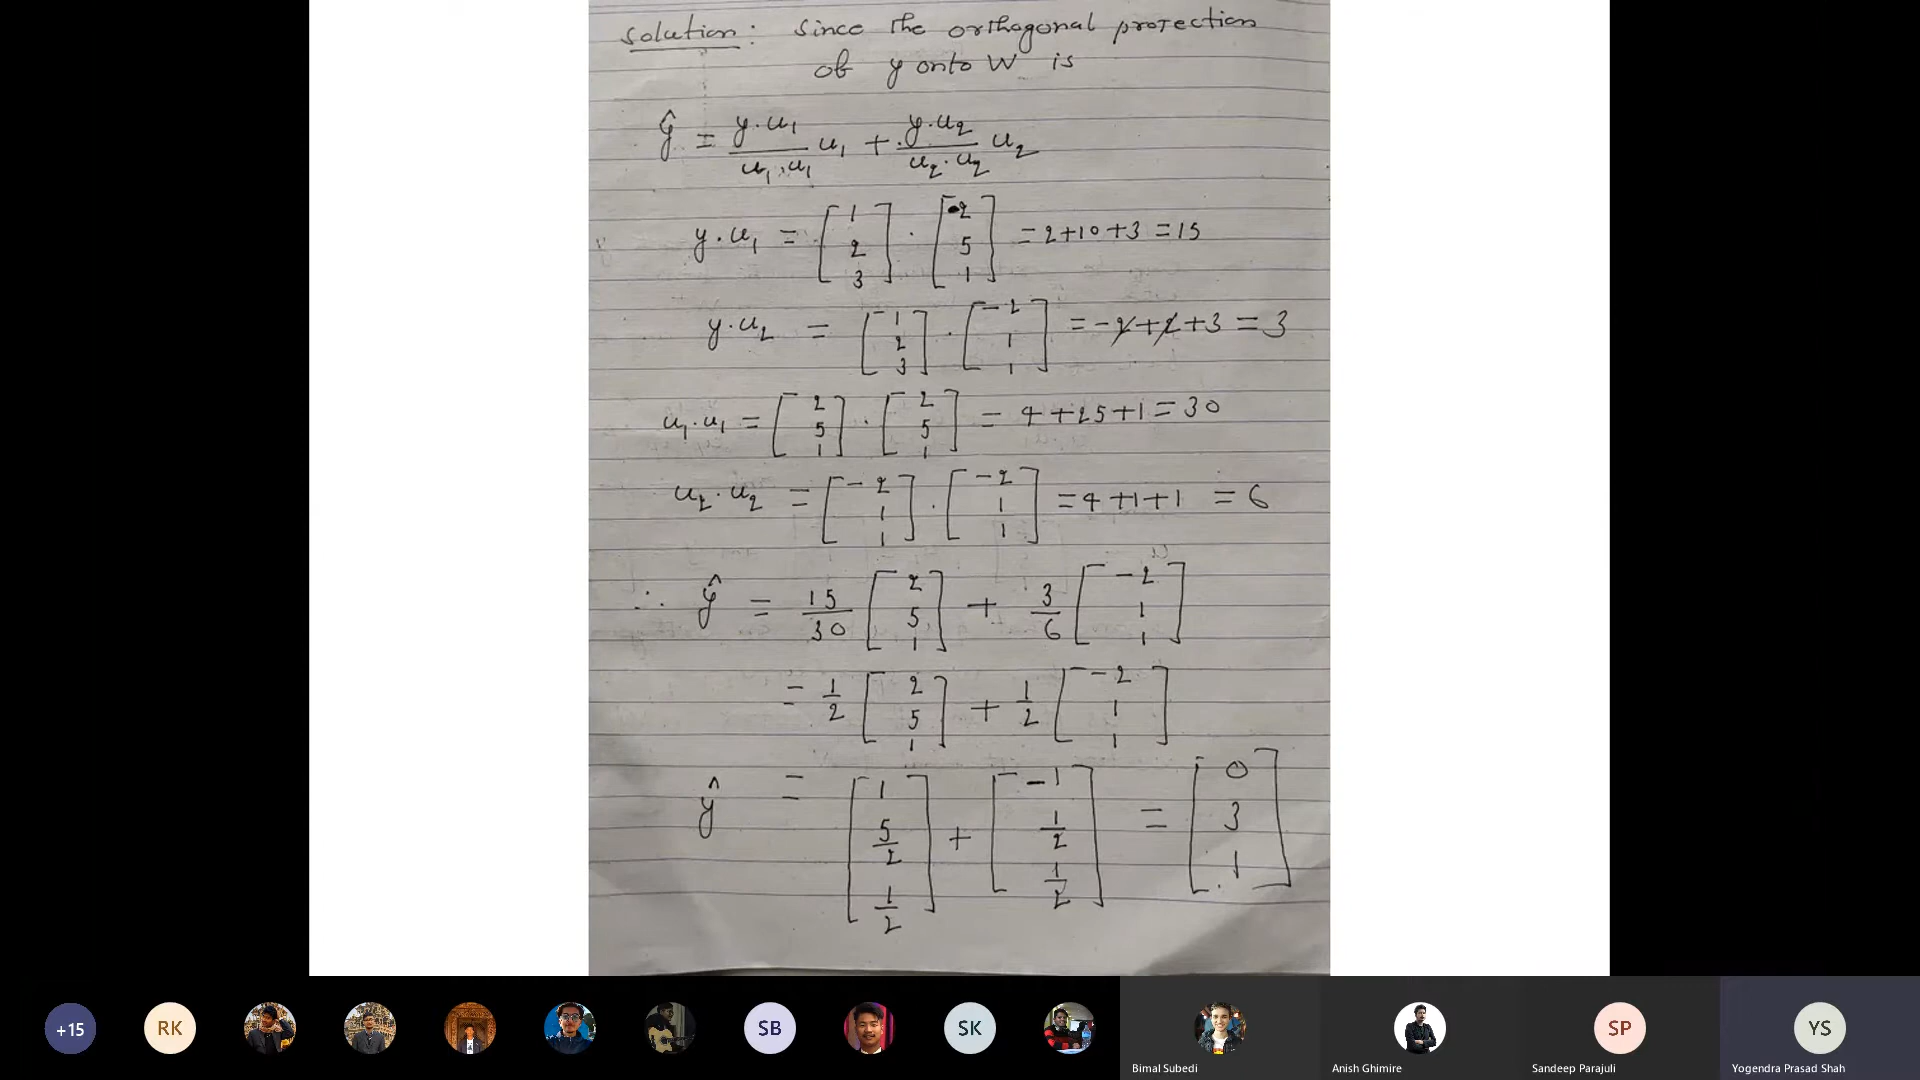 Solution: Since the orthogonal projection
of y onto W is
ŷ = y·u₁/u₁·u₁ u₁ + y·u₂/u₂·u₂ u₂
y·u₁ = [1 2 3] · [2 5 1] = 2+10+3 = 15
y·u₂ = [1 2 3] · [-2 1 1] = -2+2+3 = 3
u₁·u₁ = [2 5 1] · [2 5 1] = 4+25+1 = 30
u₂·u₂ = [-2 1 1] · [-2 1 1] = 4+1+1 = 6
∴ ŷ = 15/30 [2 5 1] + 3/6 [-2 1 1]
= 1/2 [2 5 1] + 1/2 [-2 1 1]
ŷ = [1 5/2 1/2] + [-1 1/2 1/2] = [0 3 1]
+15 RK SB SK SP YS
Bimal Subedi Anish Ghimire Sandeep Parajuli Yogendra Prasad Shah